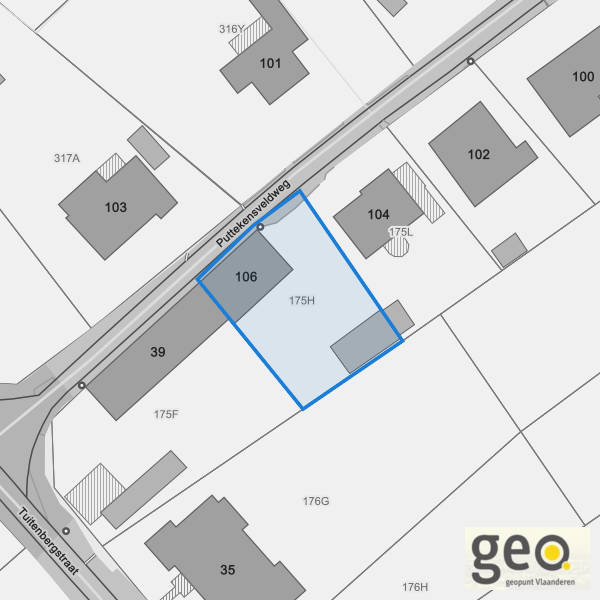 316Y
101
100
317A
102
103
Puttekensveldweg
104
175L
106
175H
39
175F
176G
Tuitenbergstraat
35
176H
geo.
geopunt Vlaanderen